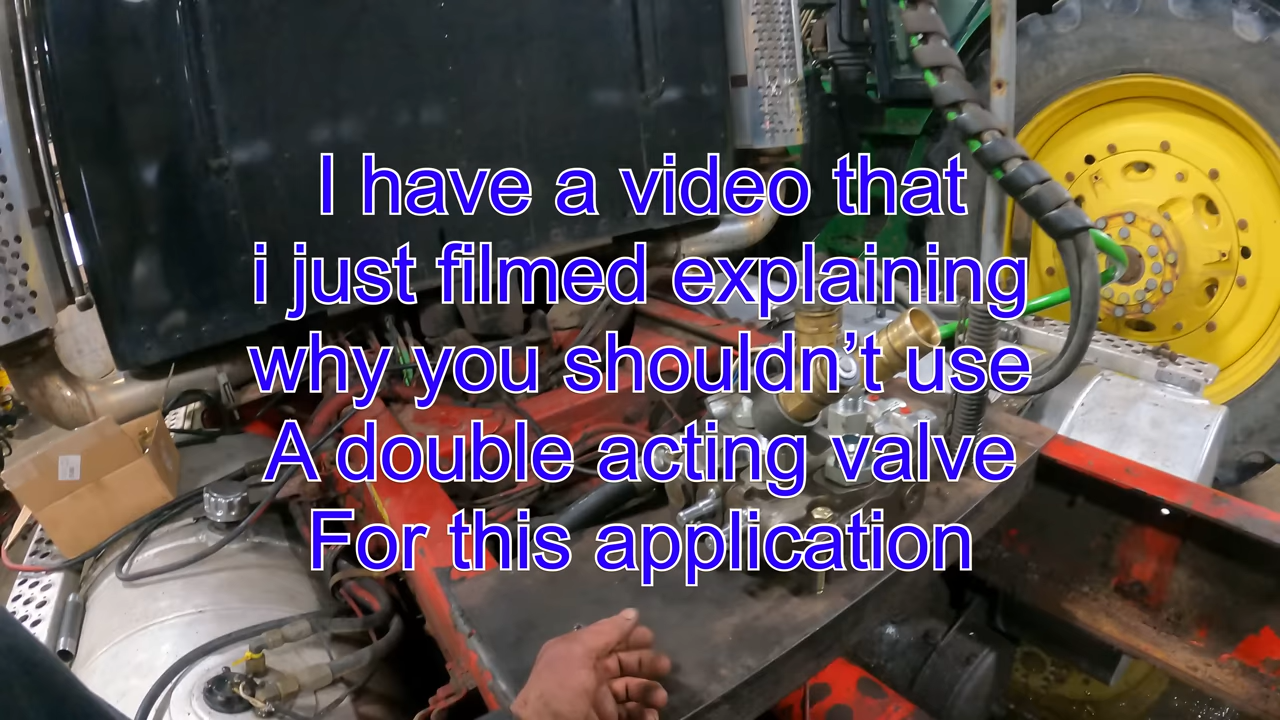 I have a video that
i just filmed explaining
why you shouldn’t use
A double acting valve
For this application